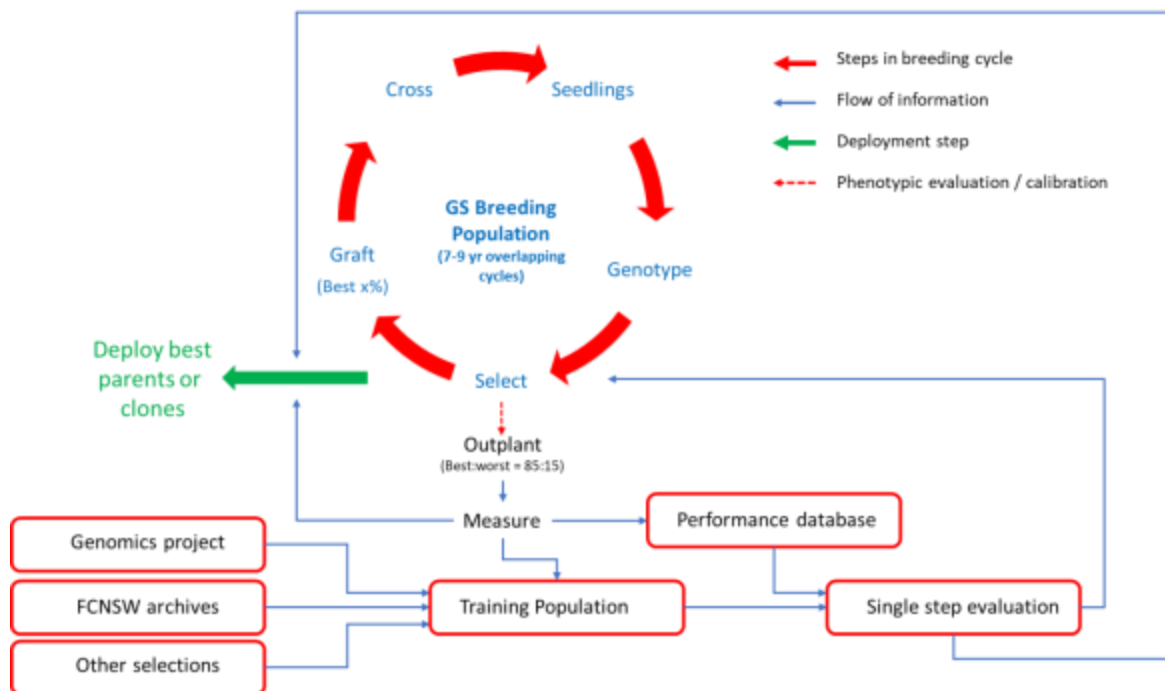 Cross
Seedlings
Genotype
Select
Graft
(Best x%)
GS Breeding
Population
(7-9 yr overlapping
cycles)
Steps in breeding cycle
Flow of information
Deployment step
Phenotypic evaluation / calibration
Deploy best
parents or
clones
Outplant
(Best:worst = 85:15)
Measure
Performance database
Genomics project
FCNSW archives
Other selections
Training Population
Single step evaluation